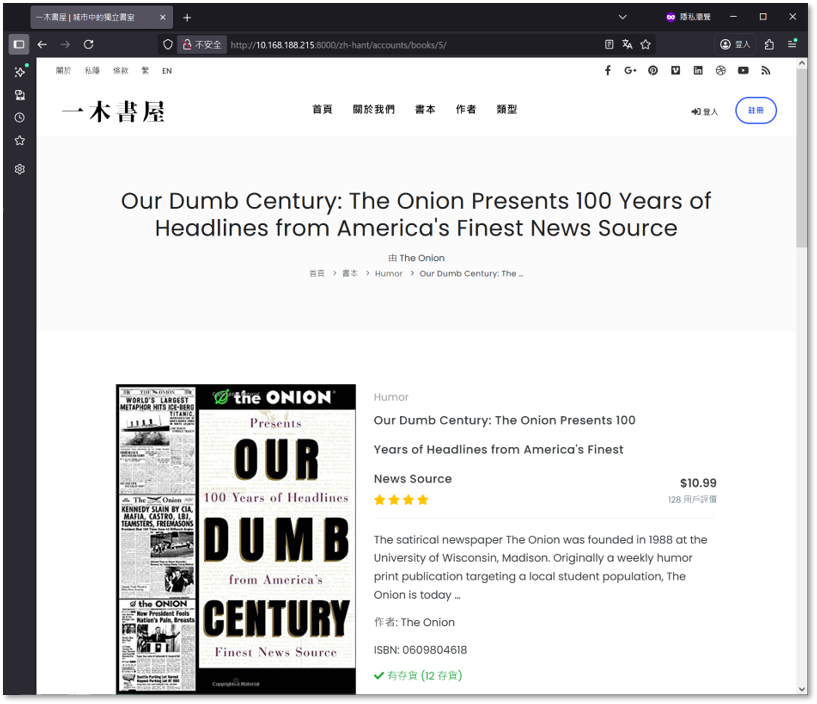 一木書屋 | 城市中的獨立書室
隱私瀏覽
不安全
http://10.168.188.215:8000/zh-hant/accounts/books/5/
登入
關於 私隱 條款 繁 EN
一木書屋
首頁 關於我們 書本 作者 類型
登入
註冊
Our Dumb Century: The Onion Presents 100 Years of
Headlines from America's Finest News Source
由 The Onion
首頁 > 書本 > Humor > Our Dumb Century: The ...
THE ONION
WORLD'S LARGEST
METAPHOR HITS ICE-BERG
TITANIC,
The Onion
KENNEDY SLAIN BY CIA,
MAFIA, CASTRO, LBJ,
TEAMSTERS, FREEMASONS
the ONION
New President Feels
Nation's Pain, Breasts
the ONION
Presents
OUR
100 Years of Headlines
DUMB
from America's
CENTURY
Finest News Source
Copyrighted Material
Humor
Our Dumb Century: The Onion Presents 100
Years of Headlines from America's Finest
News Source
$10.99
128 用戶評價
The satirical newspaper The Onion was founded in 1988 at the
University of Wisconsin, Madison. Originally a weekly humor
print publication targeting a local student population, The
Onion is today ...
作者: The Onion
ISBN: 0609804618
有存貨 (12 存貨)